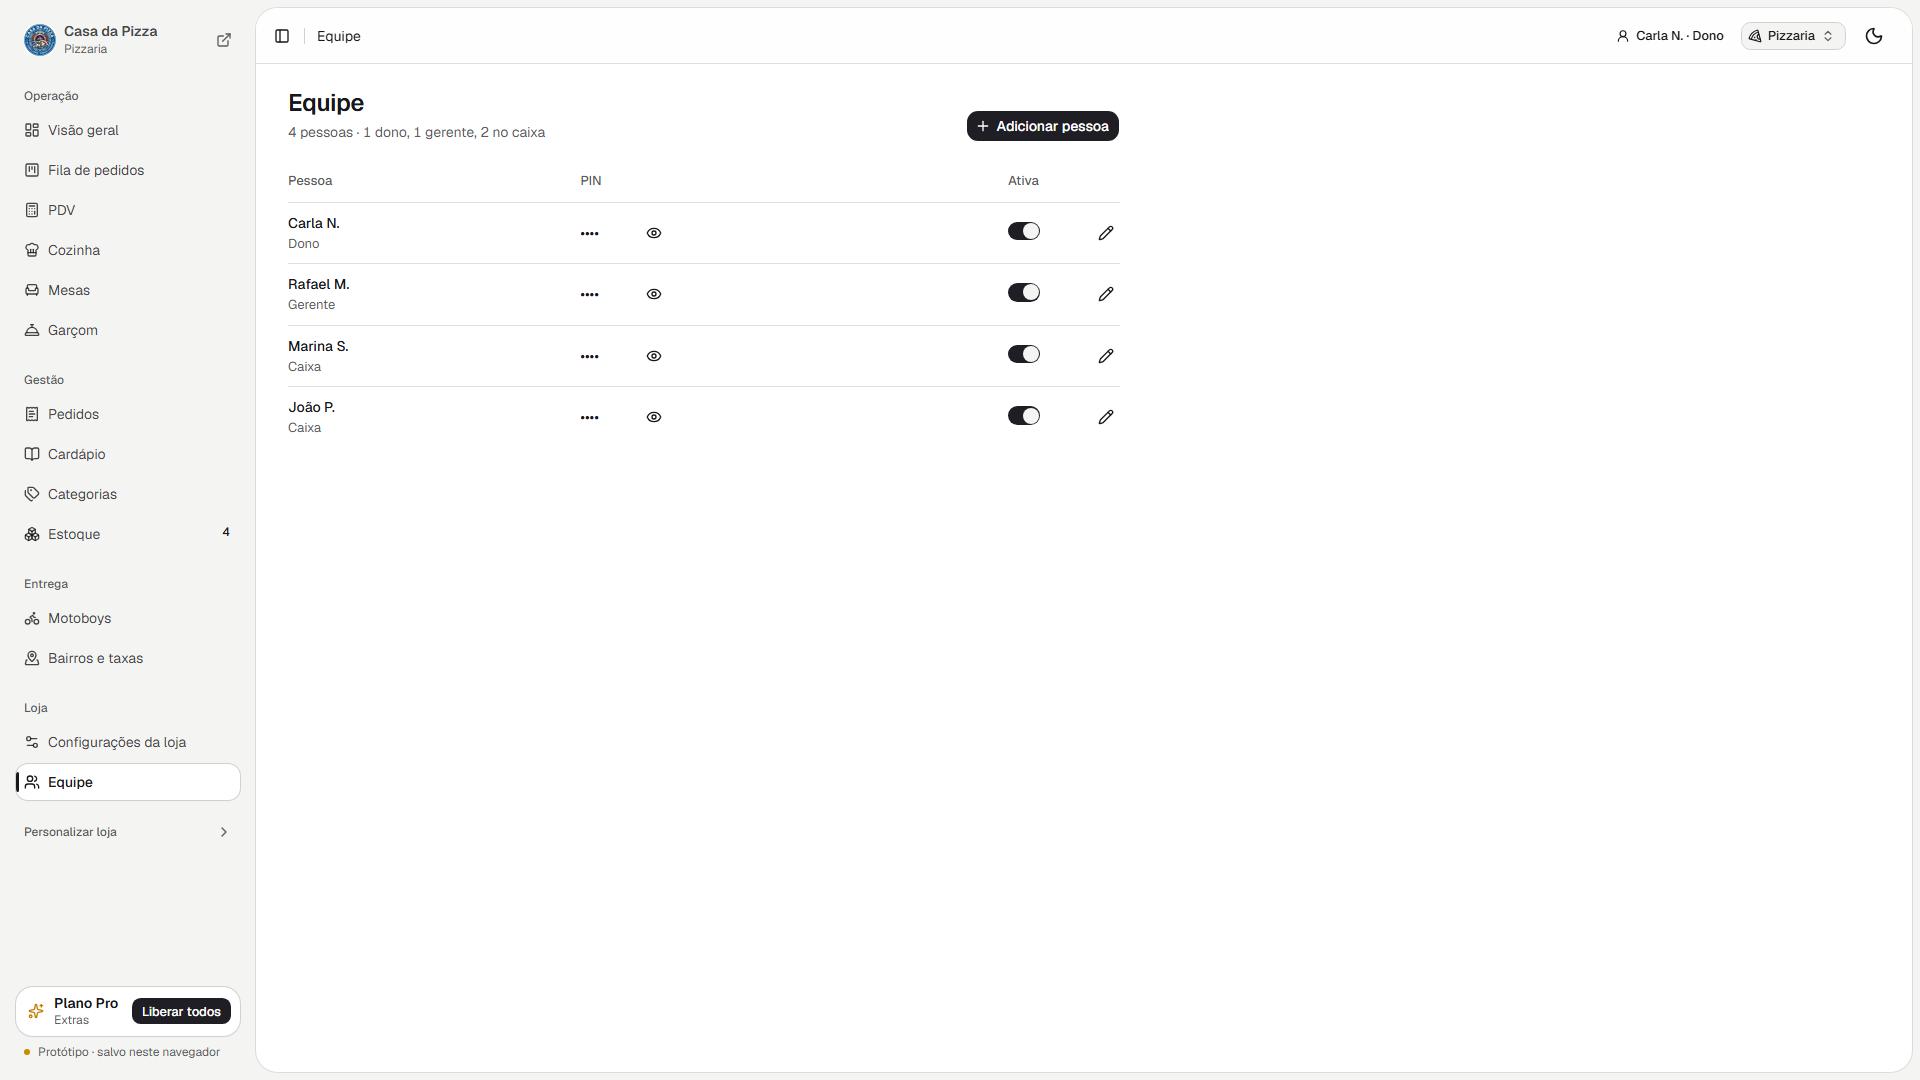 Casa da Pizza
Pizzaria
Operação
Visão geral
Fila de pedidos
PDV
Cozinha
Mesas
Garçom
Gestão
Pedidos
Cardápio
Categorias
Estoque 4
Entrega
Motoboys
Bairros e taxas
Loja
Configurações da loja
Equipe
Personalizar loja
Plano Pro
Extras
Liberar todos
Protótipo · salvo neste navegador
Equipe
Carla N. · Dono
Pizzaria
Equipe
4 pessoas · 1 dono, 1 gerente, 2 no caixa
Adicionar pessoa
Pessoa PIN Ativa
Carla N.
Dono
••••
Rafael M.
Gerente
••••
Marina S.
Caixa
••••
João P.
Caixa
••••